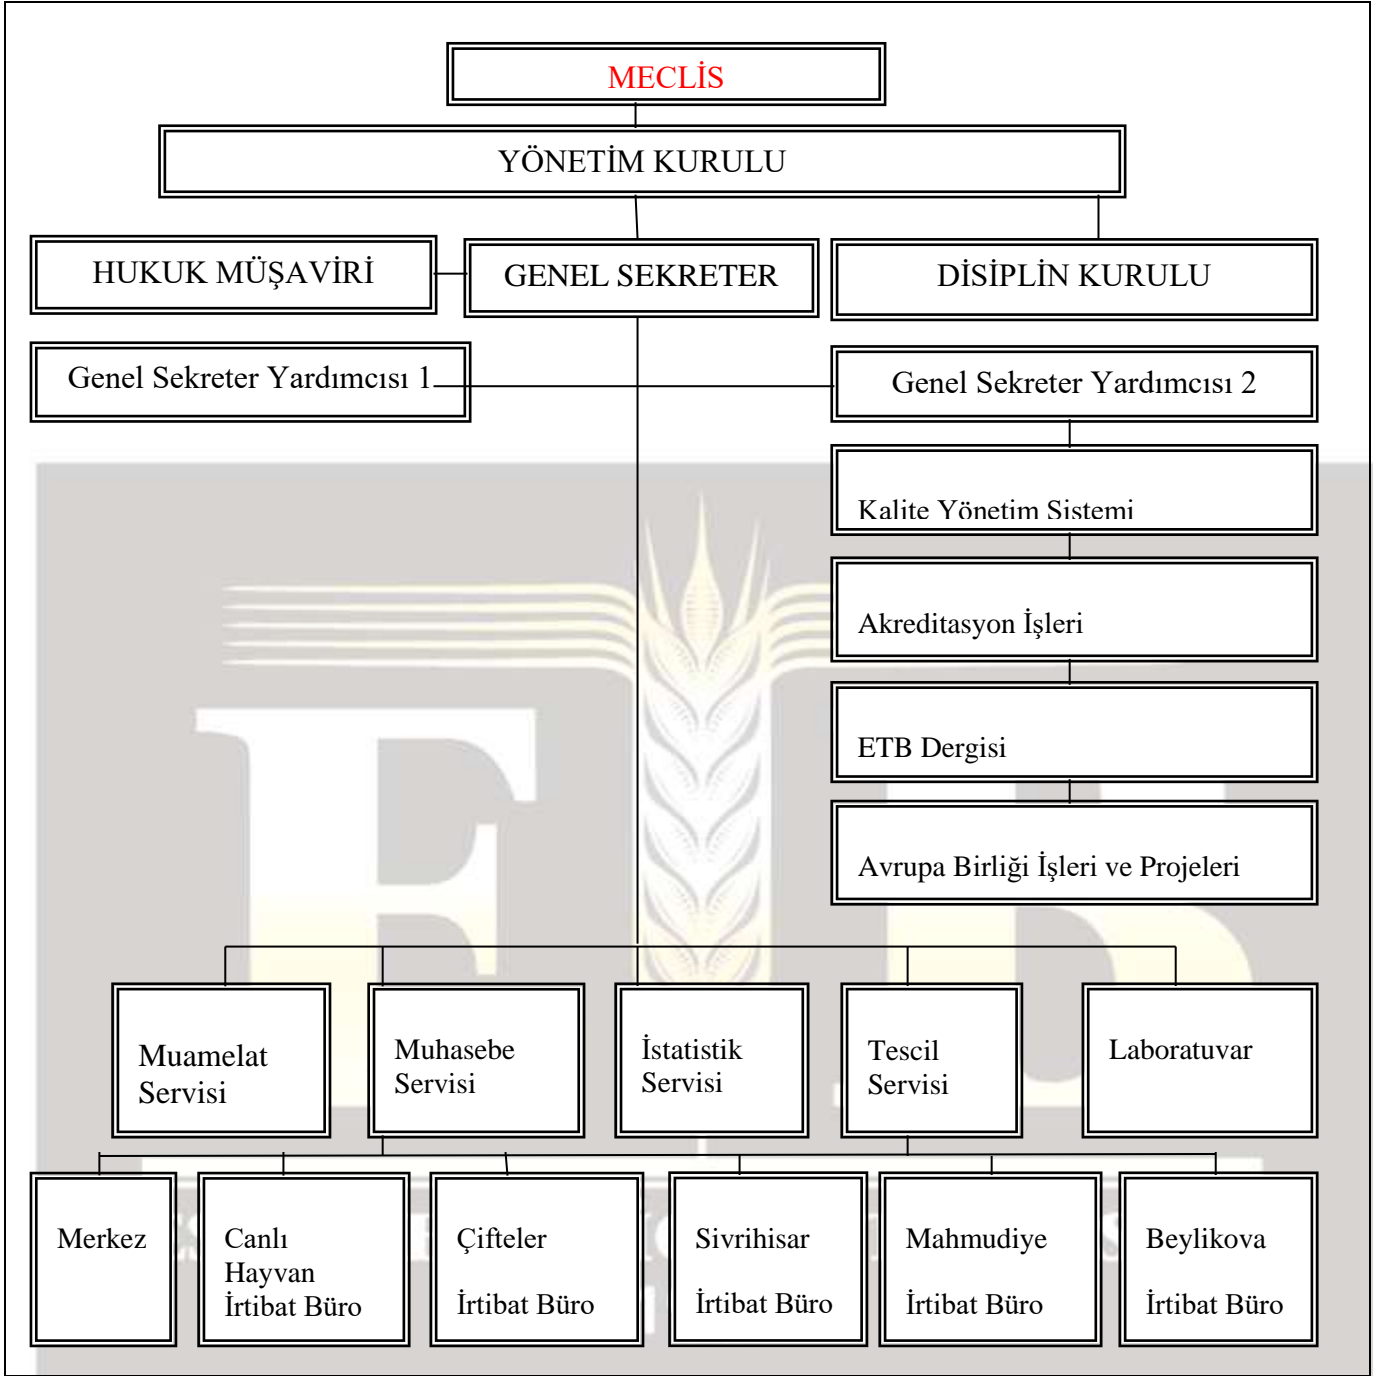 MECLİS
YÖNETİM KURULU
HUKUK MÜŞAVİRİ
GENEL SEKRETER
DİSİPLİN KURULU
Genel Sekreter Yardımcısı 1
Genel Sekreter Yardımcısı 2
Kalite Yönetim Sistemi
Akreditasyon İşleri
ETB Dergisi
Avrupa Birliği İşleri ve Projeleri
Muamelat
Servisi
Muhasebe
Servisi
İstatistik
Servisi
Tescil
Servisi
Laboratuvar
Merkez
Canlı
Hayvan
İrtibat Büro
Çifteler
İrtibat Büro
Sivrihisar
İrtibat Büro
Mahmudiye
İrtibat Büro
Beylikova
İrtibat Büro